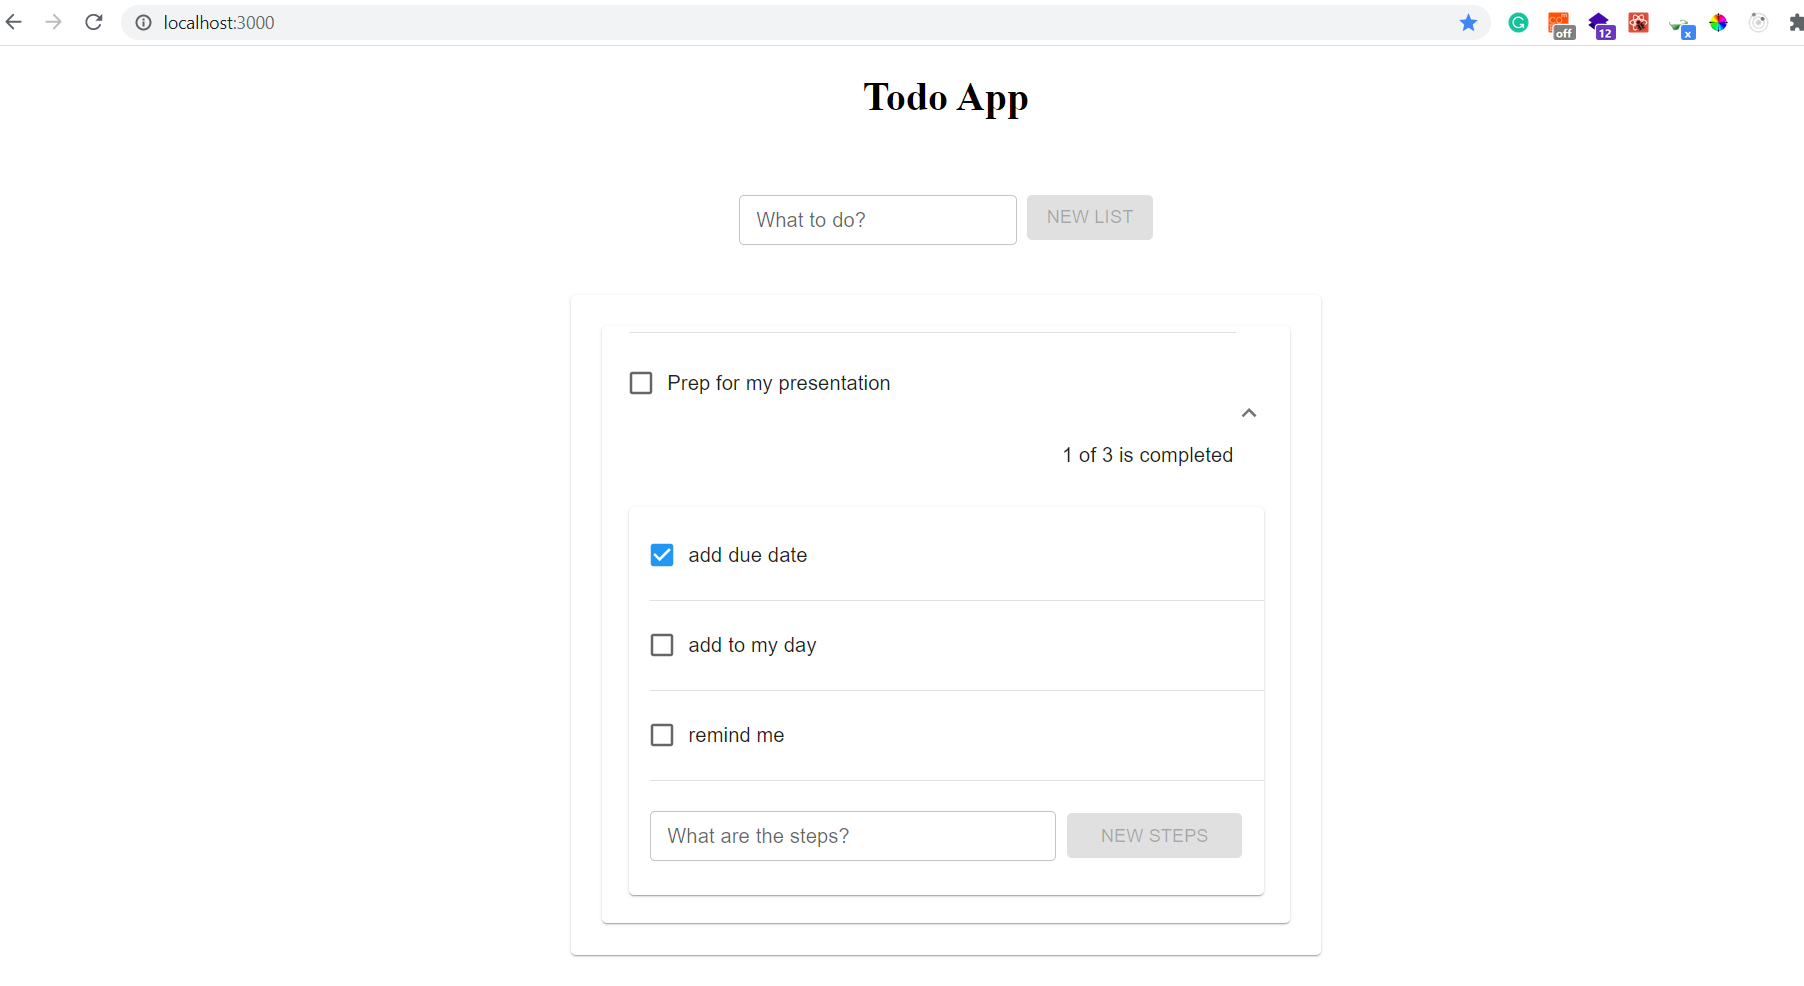 localhost:3000
off
12
x
Todo App
What to do?
NEW LIST
Prep for my presentation
1 of 3 is completed
add due date
add to my day
remind me
What are the steps?
NEW STEPS